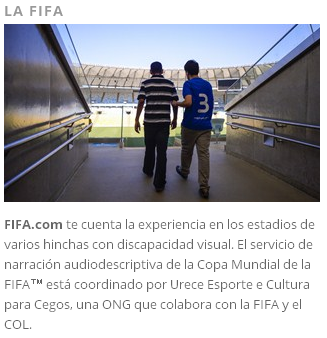 LA FIFA
3
FIFA.com te cuenta la experiencia en los estadios de
varios hinchas con discapacidad visual. El servicio de
narración audiodescriptiva de la Copa Mundial de la
FIFA™ está coordinado por Urece Esporte e Cultura
para Cegos, una ONG que colabora con la FIFA y el
COL.